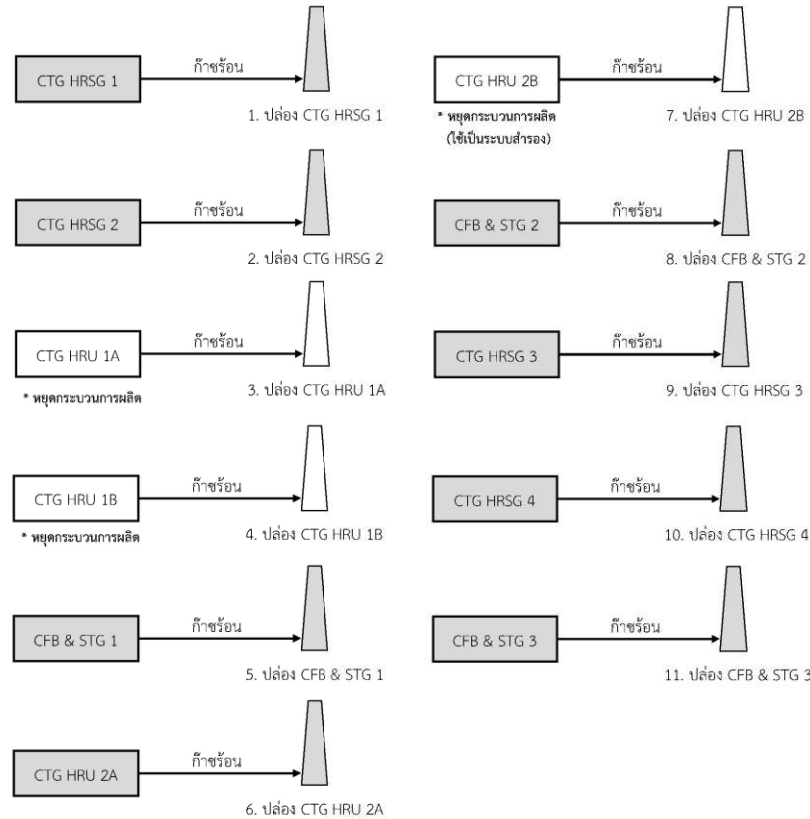 CTG HRSG 1
ก๊าซร้อน
1. ปล่อง CTG HRSG 1
CTG HRSG 2
ก๊าซร้อน
2. ปล่อง CTG HRSG 2
CTG HRU 1A
ก๊าซร้อน
* หยุดกระบวนการผลิต
3. ปล่อง CTG HRU 1A
CTG HRU 1B
ก๊าซร้อน
* หยุดกระบวนการผลิต
4. ปล่อง CTG HRU 1B
CFB & STG 1
ก๊าซร้อน
5. ปล่อง CFB & STG 1
CTG HRU 2A
ก๊าซร้อน
6. ปล่อง CTG HRU 2A
CTG HRU 2B
ก๊าซร้อน
* หยุดกระบวนการผลิต
(ใช้เป็นระบบสำรอง)
7. ปล่อง CTG HRU 2B
CFB & STG 2
ก๊าซร้อน
8. ปล่อง CFB & STG 2
CTG HRSG 3
ก๊าซร้อน
9. ปล่อง CTG HRSG 3
CTG HRSG 4
ก๊าซร้อน
10. ปล่อง CTG HRSG 4
CFB & STG 3
ก๊าซร้อน
11. ปล่อง CFB & STG 3